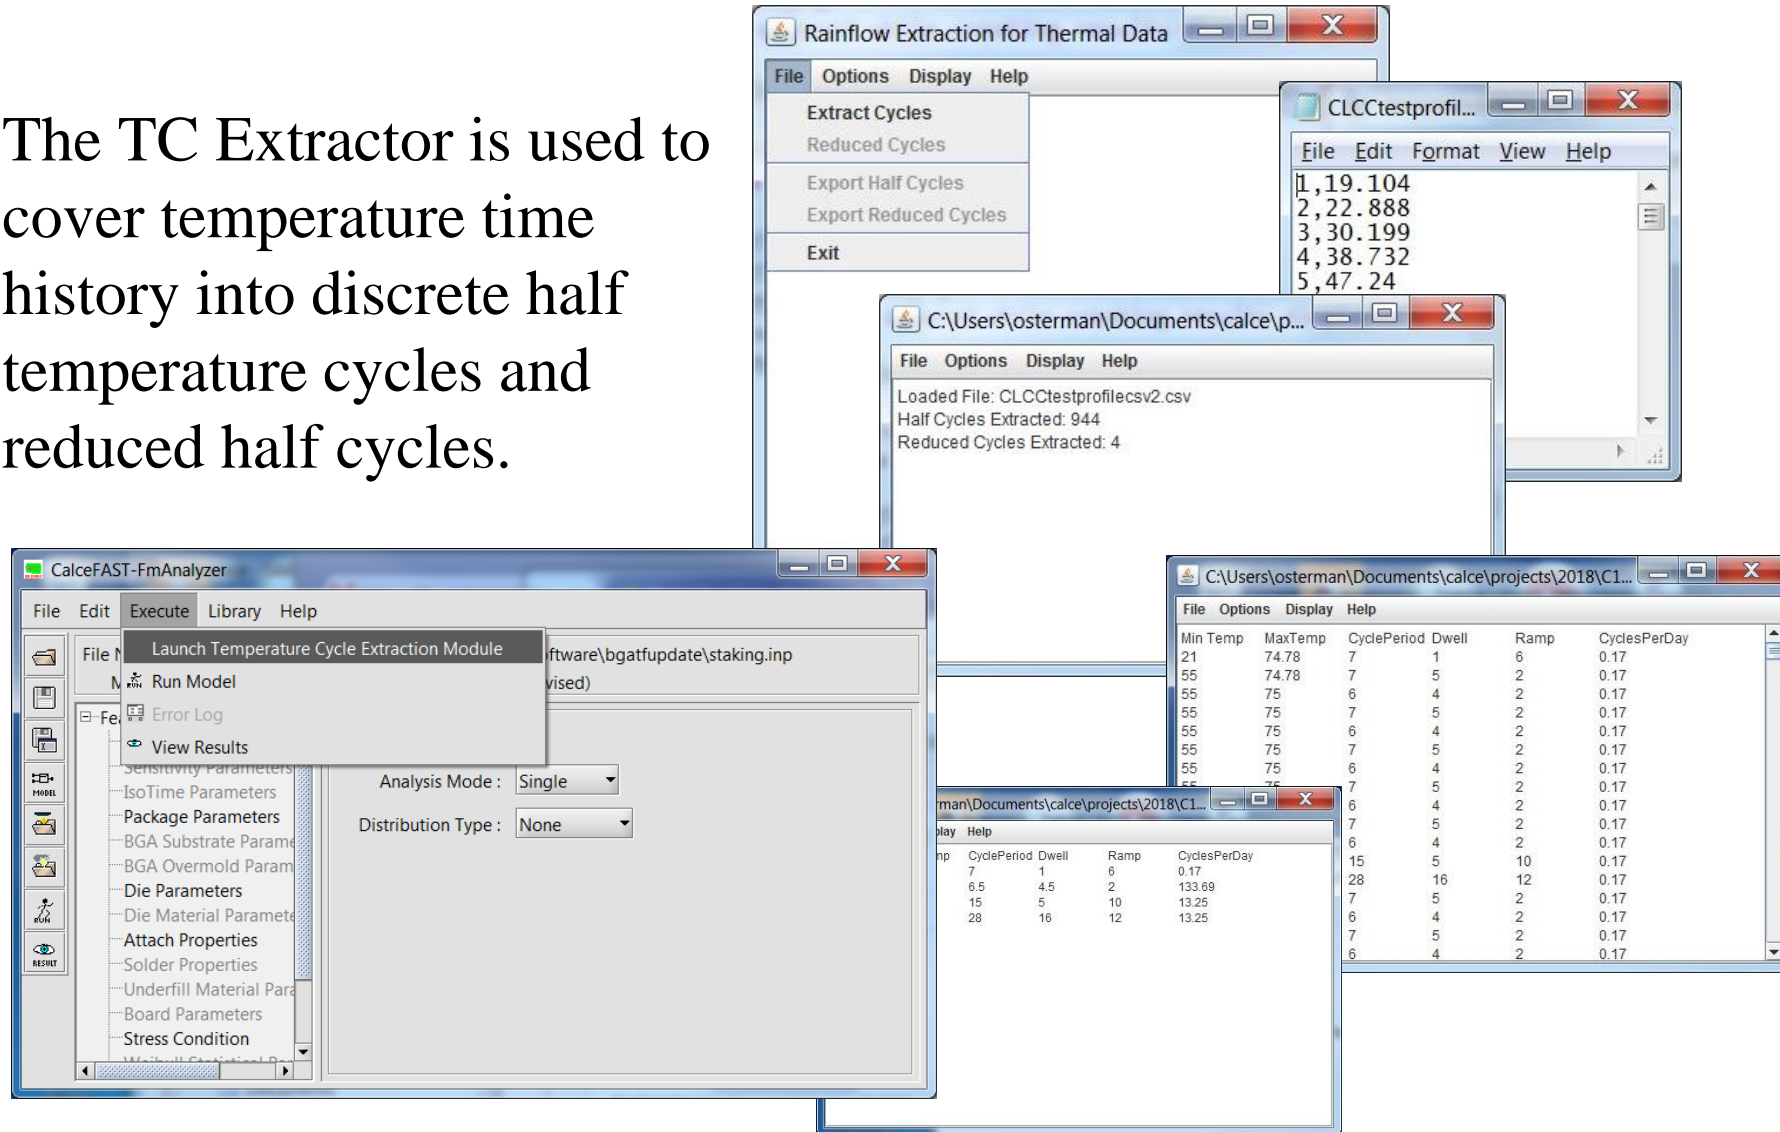 The TC Extractor is used to
cover temperature time
history into discrete half
temperature cycles and
reduced half cycles.
Rainflow Extraction for Thermal Data
File Options Display Help
Extract Cycles
Reduced Cycles
Export Half Cycles
Export Reduced Cycles
Exit
CLCCtestprofil...
File Edit Format View Help
1,19.104
2,22.888
3,30.199
4,38.732
5,47.24
C:\Users\osterman\Documents\calce\p...
File Options Display Help
Loaded File: CLCCtestprofilecsv2.csv
Half Cycles Extracted: 944
Reduced Cycles Extracted: 4
CalceFAST-FmAnalyzer
File Edit Execute Library Help
Launch Temperature Cycle Extraction Module
Run Model
Error Log
View Results
File
ftware\bgatfupdate\staking.inp
vised)
Fea
Sensitivity Parameters
IsoTime Parameters
Package Parameters
BGA Substrate Parame
BGA Overmold Param
Die Parameters
Die Material Paramete
Attach Properties
Solder Properties
Underfill Material Para
Board Parameters
Stress Condition
MODEL
RUN
RESULT
Analysis Mode : Single
Distribution Type : None
C:\Users\osterman\Documents\calce\projects\2018\C1...
File Options Display Help
Min Temp MaxTemp CyclePeriod Dwell Ramp CyclesPerDay
21 74.78 7 1 6 0.17
55 74.78 7 5 2 0.17
55 75 6 4 2 0.17
55 75 7 5 2 0.17
55 75 6 4 2 0.17
55 75 7 5 2 0.17
55 75 6 4 2 0.17
55 75 7 5 2 0.17
6 4 2 0.17
7 5 2 0.17
6 4 2 0.17
15 5 10 0.17
28 16 12 0.17
7 5 2 0.17
6 4 2 0.17
7 5 2 0.17
6 4 2 0.17
rman\Documents\calce\projects\2018\C1...
play Help
mp CyclePeriod Dwell Ramp CyclesPerDay
7 1 6 0.17
6.5 4.5 2 133.69
15 5 10 13.25
28 16 12 13.25